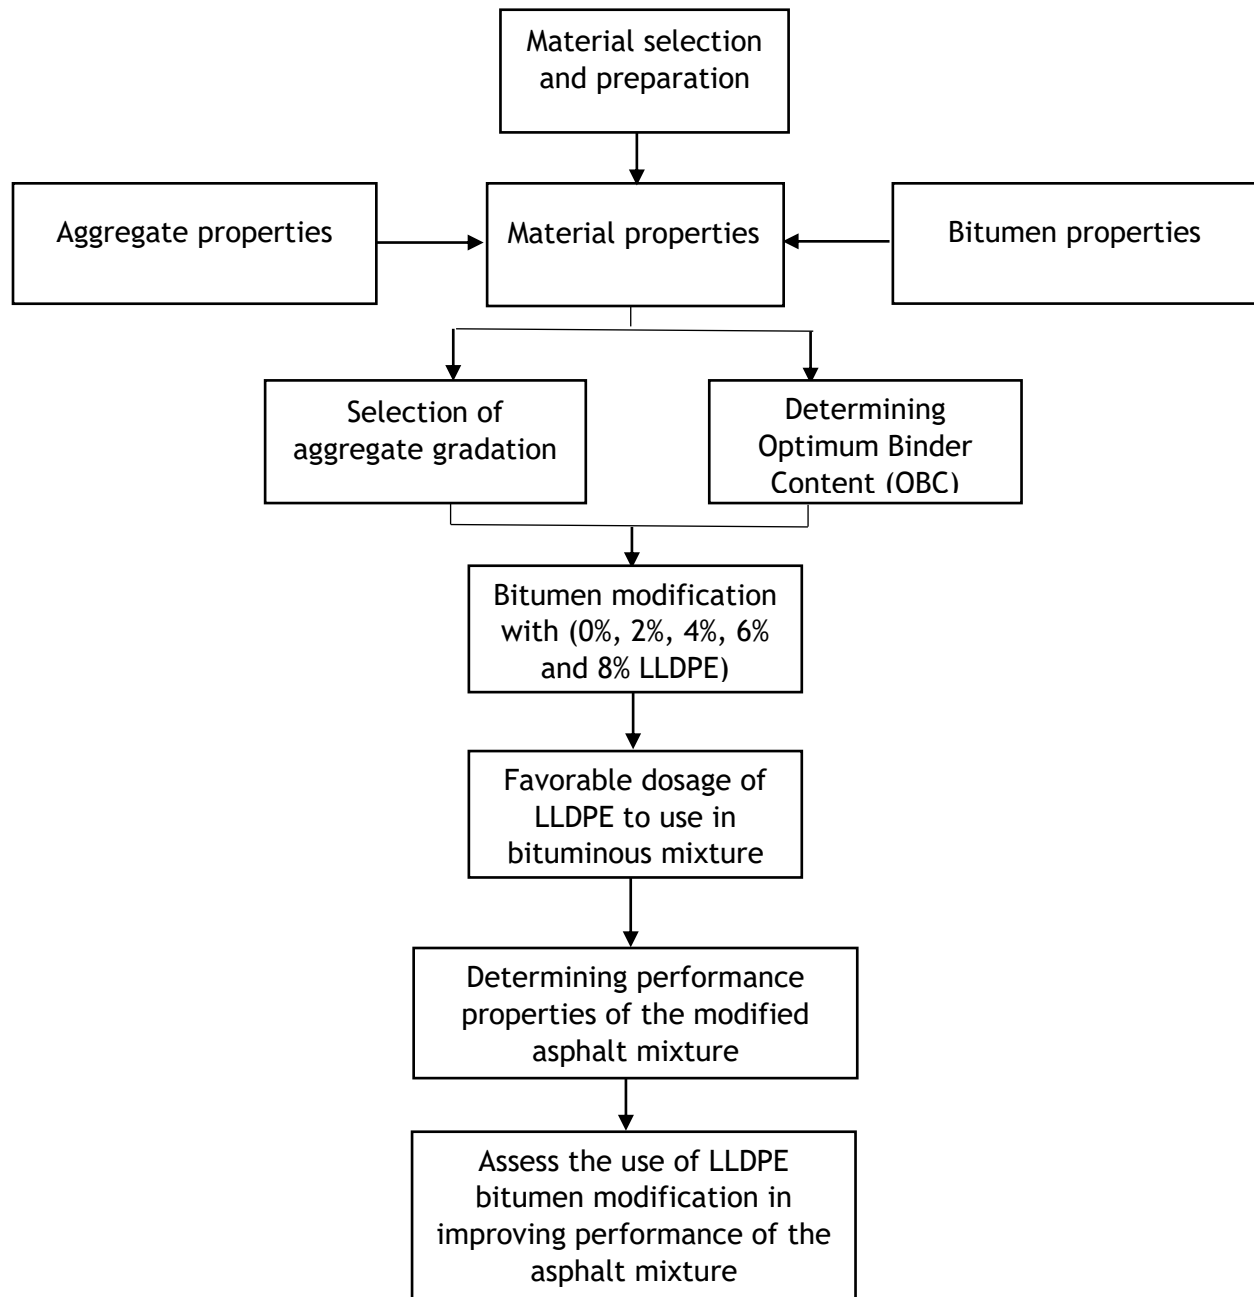 Material selection
and preparation
Aggregate properties
Material properties
Bitumen properties
Selection of
aggregate gradation
Determining
Optimum Binder
Content (OBC)
Bitumen modification
with (0%, 2%, 4%, 6%
and 8% LLDPE)
Favorable dosage of
LLDPE to use in
bituminous mixture
Determining performance
properties of the modified
asphalt mixture
Assess the use of LLDPE
bitumen modification in
improving performance of the
asphalt mixture